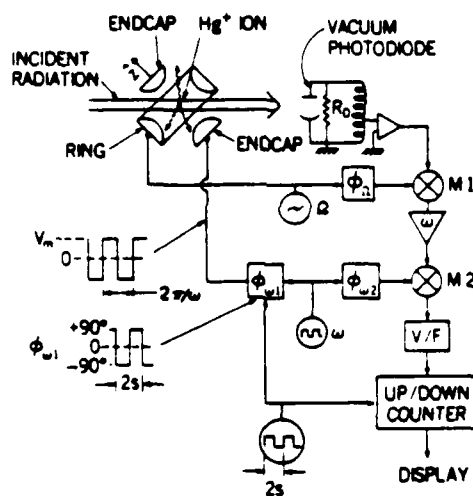 ENDCAP
Hg⁺ ION
VACUUM
PHOTODIODE
INCIDENT
RADIATION
Z
R₀
ENDCAP
RING
M1
ϕ_Ω
Ω
ω
V_m
0
2π/ω
ϕ_ω1
ϕ_ω2
M2
ω
V/F
ϕ_ω1
+90°
0
-90°
2s
UP/DOWN
COUNTER
2s
DISPLAY